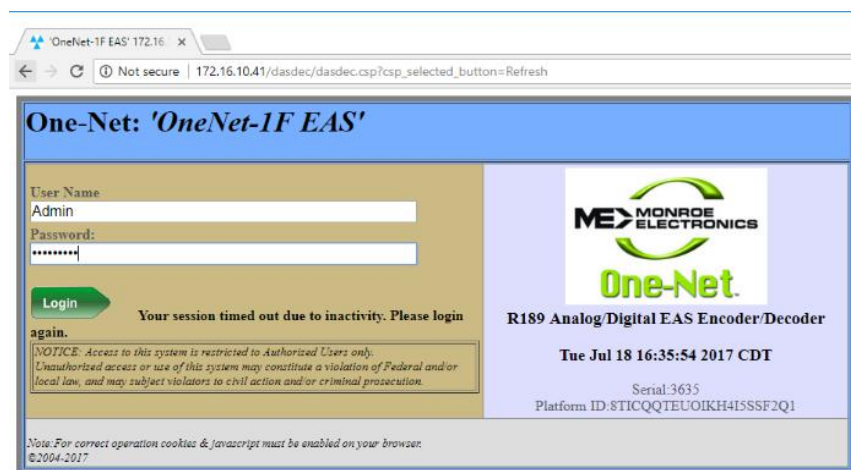 'OneNet-1F EAS' 172.16
Not secure | 172.16.10.41/dasdec/dasdec.csp?csp_selected_button=Refresh
One-Net: 'OneNet-1F EAS'
User Name
Admin
Password:
•••••••••
Login
Your session timed out due to inactivity. Please login
again.
NOTICE: Access to this system is restricted to Authorized Users only.
Unauthorized access or use of this system may constitute a violation of Federal and/or
local law, and may subject violators to civil action and/or criminal prosecution.
ME MONROE
ELECTRONICS
One-Net.
R189 Analog/Digital EAS Encoder/Decoder
Tue Jul 18 16:35:54 2017 CDT
Serial:3635
Platform ID:8TICQQTEUOIKH4I5SSF2Q1
Note:For correct operation cookies & javascript must be enabled on your browser.
©2004-2017